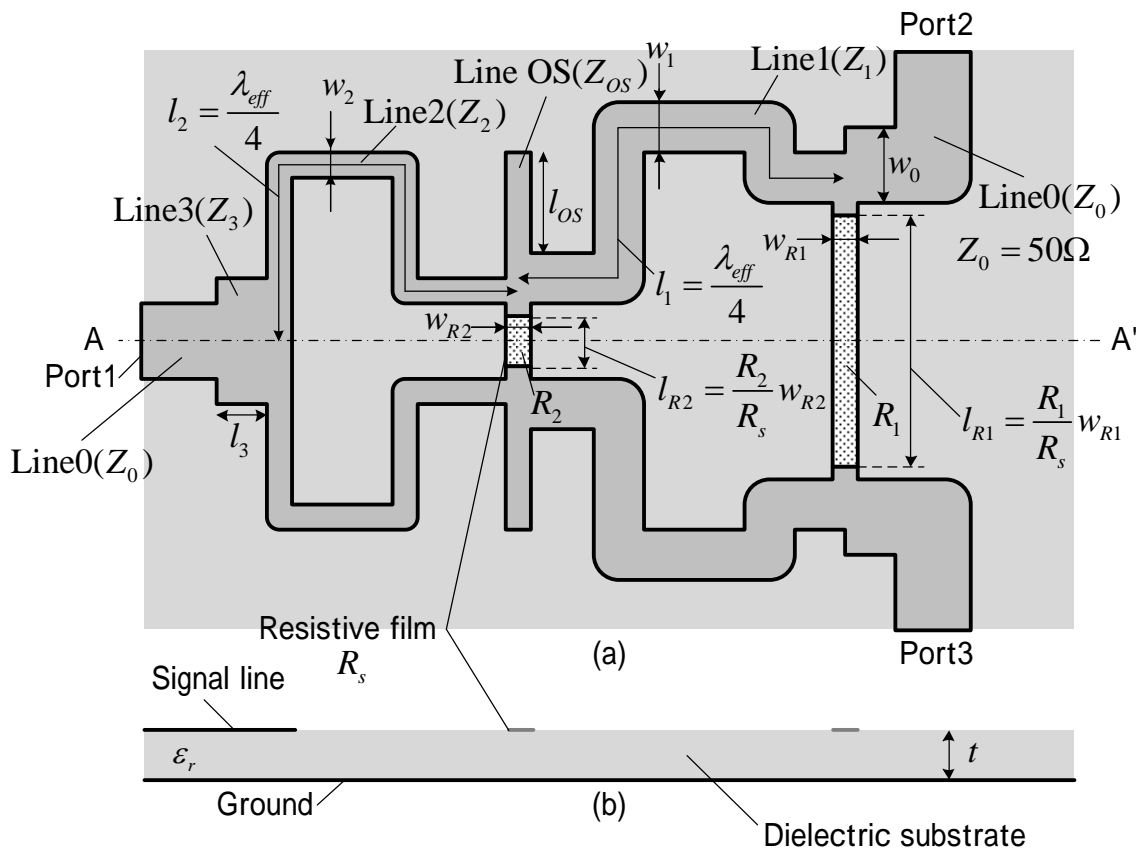 Port2
Line OS(Z_OS)
w_1
Line1(Z_1)
l_2 = λ_eff/4
w_2
Line2(Z_2)
l_OS
w_0
Line3(Z_3)
Line0(Z_0)
w_R1
Z_0 = 50Ω
l_1 = λ_eff/4
w_R2
A
A'
Port1
l_R2 = R_2/R_s w_R2
R_2
R_1
l_R1 = R_1/R_s w_R1
l_3
Line0(Z_0)
Resistive film
R_s
(a)
Port3
Signal line
ε_r
t
Ground
(b)
Dielectric substrate